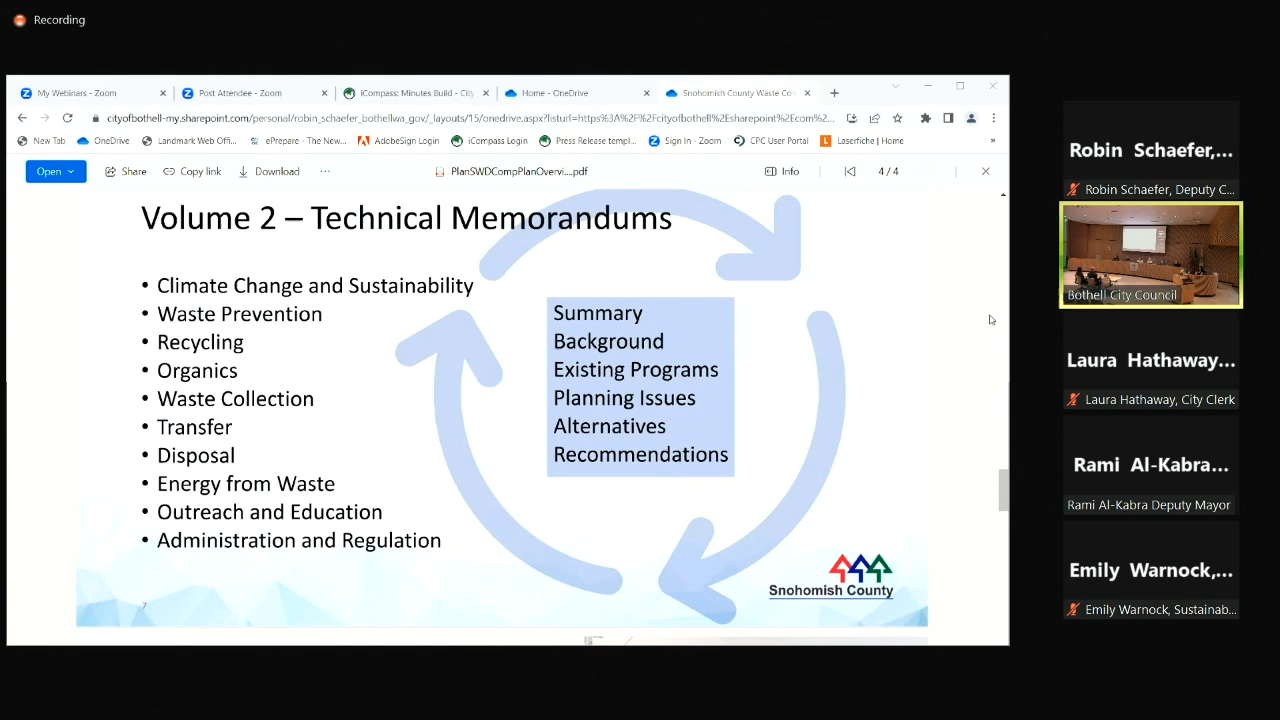 Recording
My Webinars - Zoom
Post Attendee - Zoom
iCompass: Minutes Build - City
Home - OneDrive
Snohomish County Waste Con
cityofbothell-my.sharepoint.com/personal/robin_schaefer_bothellwa_gov/_layouts/15/onedrive.aspx?listurl=https%3A%2F%2Fcityofbothell%2Esharepoint%2Ecom%2...
New Tab
OneDrive
Landmark Web Offi...
ePrepare - The New...
AdobeSign Login
iCompass Login
Press Release templ...
Sign In - Zoom
CPC User Portal
Laserfiche | Home
»
Open
Share
Copy link
Download
...
PlanSWDCompPlanOvervi....pdf
Info
4 / 4
Volume 2 – Technical Memorandums
• Climate Change and Sustainability
• Waste Prevention
• Recycling
• Organics
• Waste Collection
• Transfer
• Disposal
• Energy from Waste
• Outreach and Education
• Administration and Regulation
Summary
Background
Existing Programs
Planning Issues
Alternatives
Recommendations
Snohomish County
7
Robin Schaefer,...
Robin Schaefer, Deputy C...
Bothell City Council
Laura Hathaway...
Laura Hathaway, City Clerk
Rami Al-Kabra...
Rami Al-Kabra Deputy Mayor
Emily Warnock,...
Emily Warnock, Sustainab...